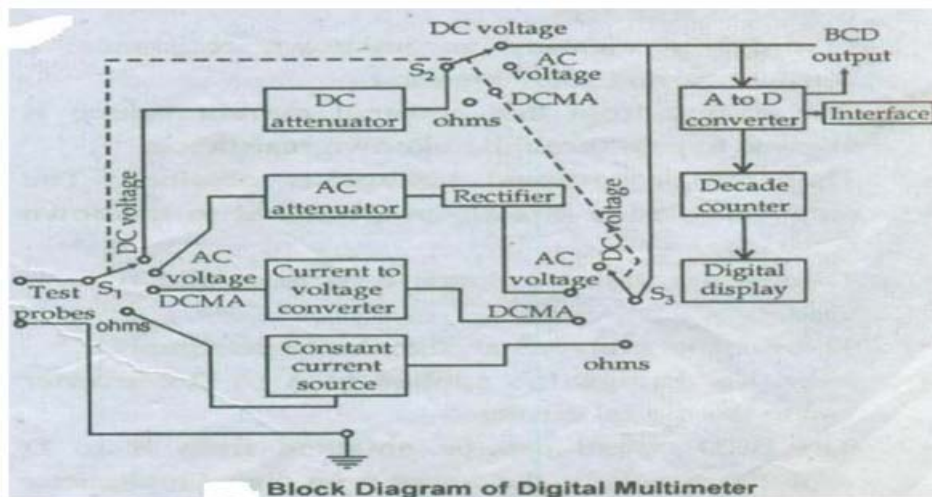 DC voltage
BCD
output
S2
AC
voltage
DC
attenuator
DCMA
ohms
A to D
converter
Interface
AC
attenuator
Rectifier
Decade
counter
DC voltage
DC voltage
AC
voltage
AC
voltage
Test
probes
S1
DCMA
ohms
Current to
voltage
converter
DCMA
S3
Digital
display
Constant
current
source
ohms
Block Diagram of Digital Multimeter